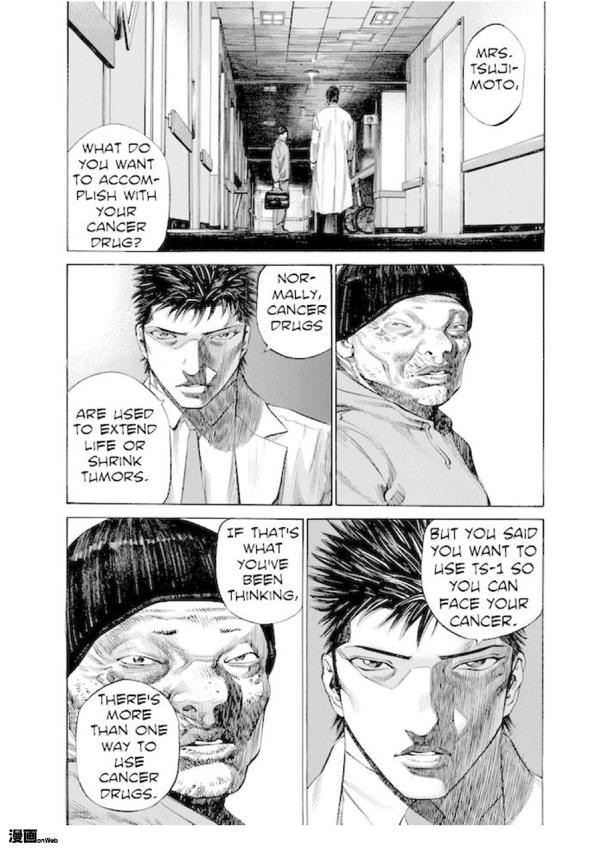 MRS.
TSUJI-
MOTO,
WHAT DO
YOU WANT
TO ACCOM-
PLISH WITH
YOUR
CANCER
DRUG?
NOR-
MALLY,
CANCER
DRUGS
ARE USED
TO EXTEND
LIFE OR
SHRINK
TUMORS.
BUT YOU SAID
YOU WANT TO
USE TS-1 SO
YOU CAN
FACE YOUR
CANCER.
IF THAT'S
WHAT
YOU'VE
BEEN
THINKING,
THERE'S
MORE
THAN ONE
WAY TO
USE
CANCER
DRUGS.
漫画onWeb